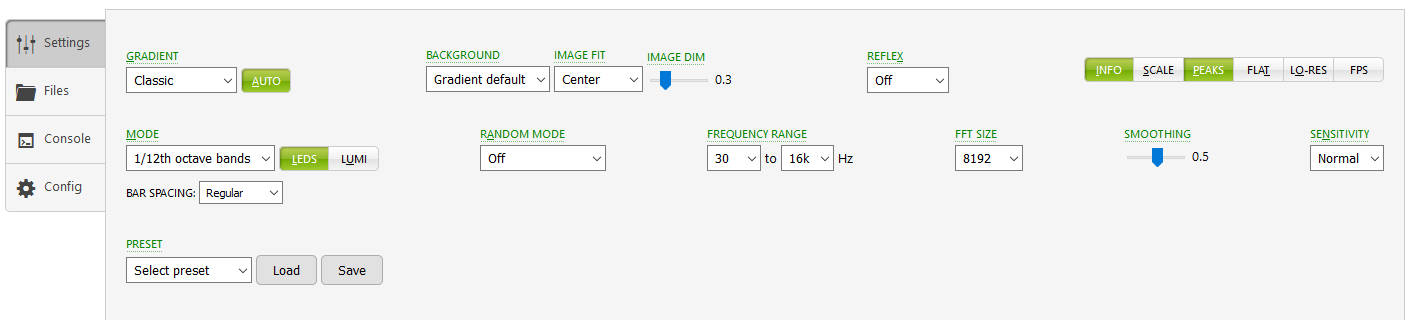 Settings
Files
Console
Config
GRADIENT
Classic AUTO
BACKGROUND IMAGE FIT IMAGE DIM
Gradient default Center 0.3
REFLEX
Off
INFO SCALE PEAKS FLAT LO-RES FPS
MODE
1/12th octave bands LEDS LUMI
BAR SPACING: Regular
RANDOM MODE
Off
FREQUENCY RANGE
30 to 16k Hz
FFT SIZE
8192
SMOOTHING
0.5
SENSITIVITY
Normal
PRESET
Select preset Load Save